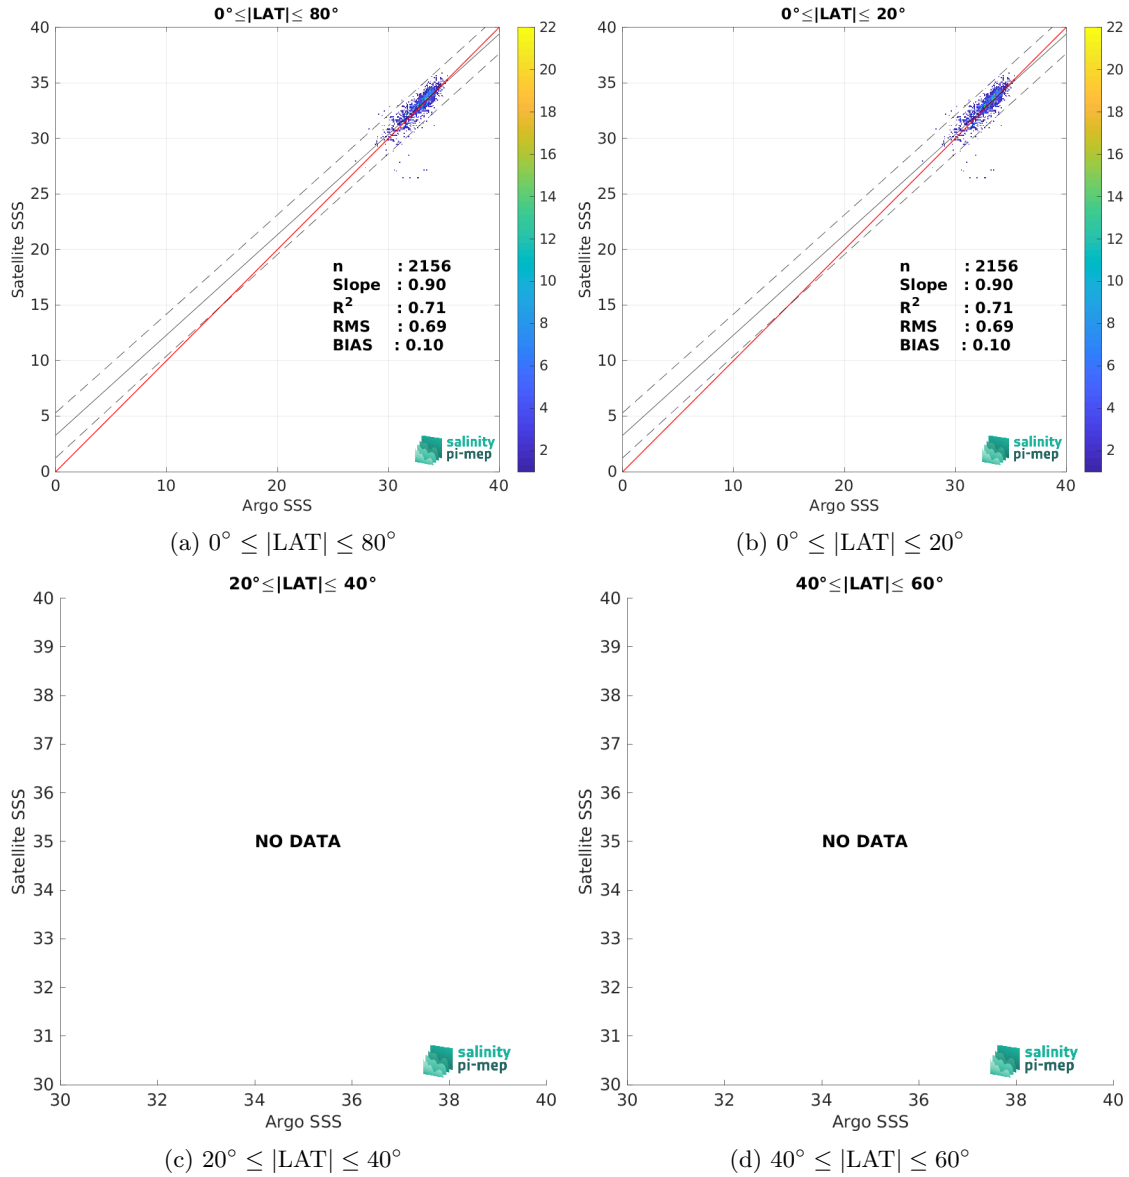 0°≤|LAT|≤ 80°
40
35
30
25
20
15
10
5
0
0
10
20
30
40
Satellite SSS
Argo SSS
n : 2156
Slope : 0.90
R² : 0.71
RMS : 0.69
BIAS : 0.10
salinity
pi-mep
22
20
18
16
14
12
10
8
6
4
2
(a) 0° ≤ |LAT| ≤ 80°
0°≤|LAT|≤ 20°
40
35
30
25
20
15
10
5
0
0
10
20
30
40
Satellite SSS
Argo SSS
n : 2156
Slope : 0.90
R² : 0.71
RMS : 0.69
BIAS : 0.10
salinity
pi-mep
22
20
18
16
14
12
10
8
6
4
2
(b) 0° ≤ |LAT| ≤ 20°
20°≤|LAT|≤ 40°
40
39
38
37
36
35
34
33
32
31
30
30
32
34
36
38
40
Satellite SSS
Argo SSS
NO DATA
salinity
pi-mep
(c) 20° ≤ |LAT| ≤ 40°
40°≤|LAT|≤ 60°
40
39
38
37
36
35
34
33
32
31
30
30
32
34
36
38
40
Satellite SSS
Argo SSS
NO DATA
salinity
pi-mep
(d) 40° ≤ |LAT| ≤ 60°